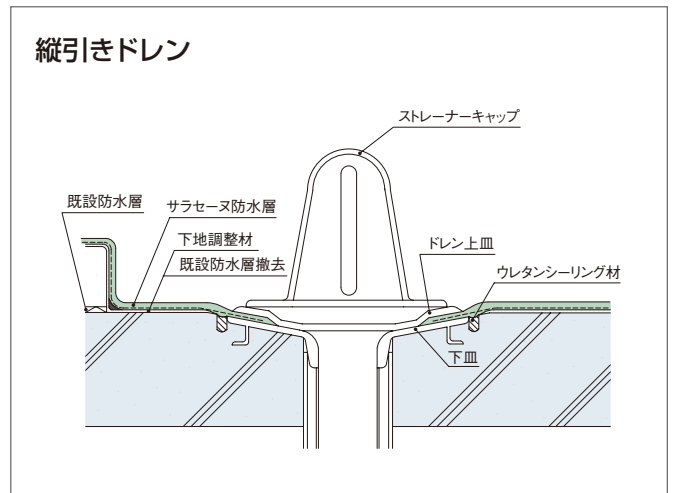 縦引きドレン
ストレーナーキャップ
既設防水層
サラセーヌ防水層
下地調整材
既設防水層撤去
ドレン上皿
ウレタンシーリング材
下皿